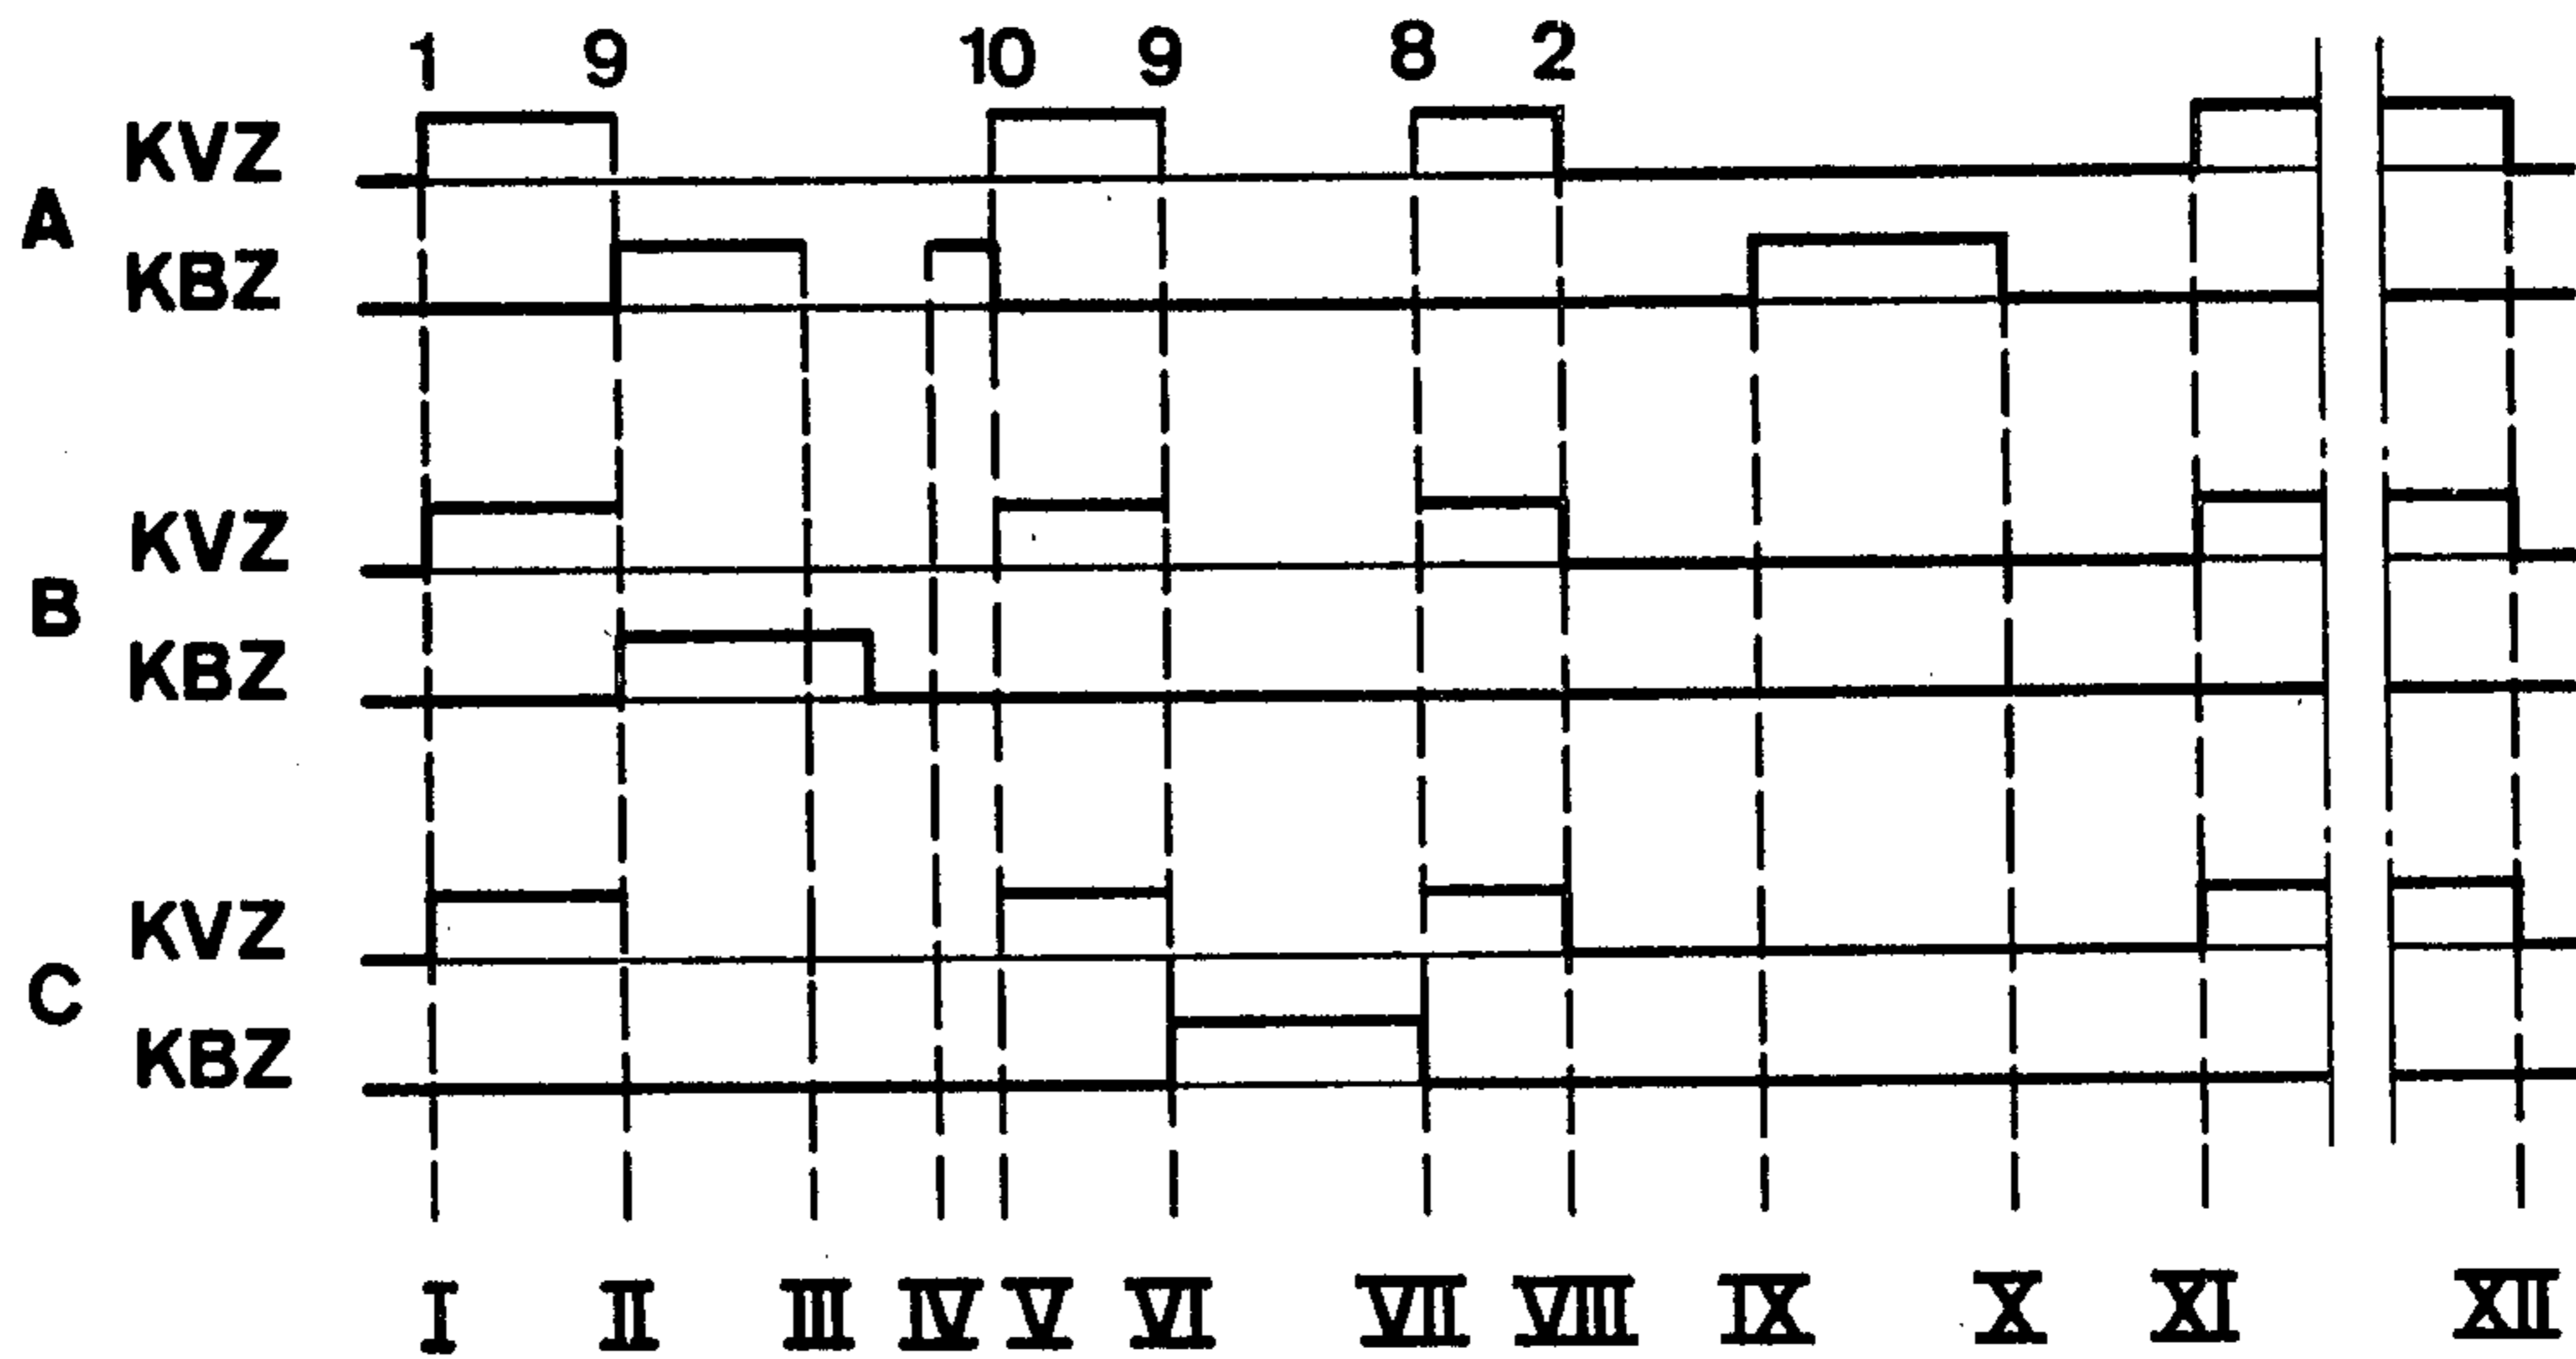 1 9 10 9 8 2
KVZ
A
KBZ
KVZ
B
KBZ
KVZ
C
KBZ
I II III IV V VI VII VIII IX X XI XII